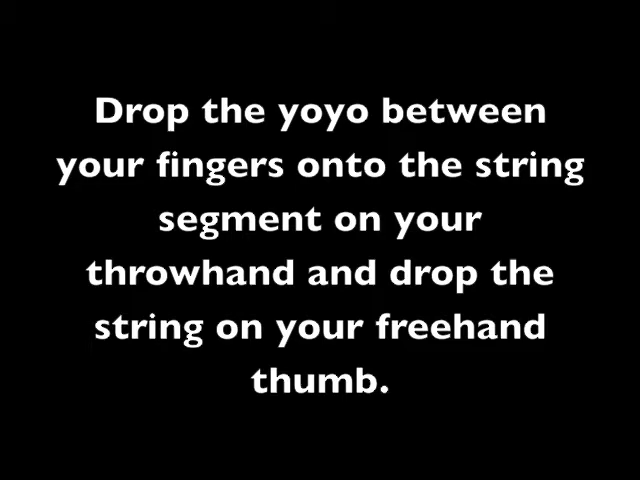 Drop the yoyo between
your fingers onto the string
segment on your
throwhand and drop the
string on your freehand
thumb.